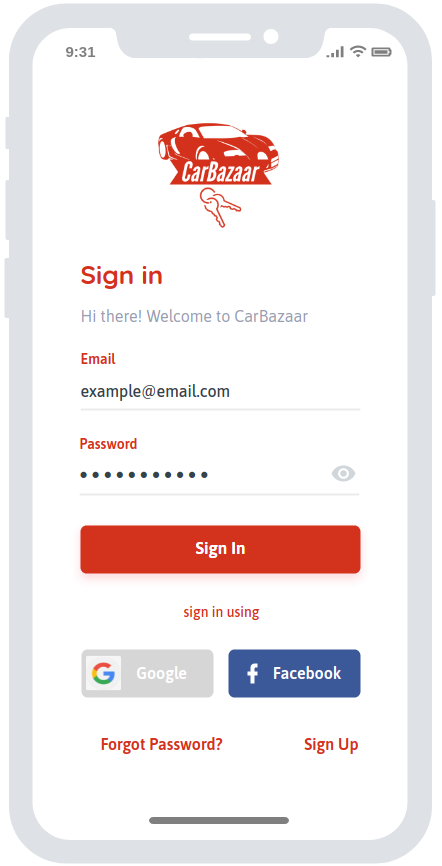 9:31
CarBazaar
Sign in
Hi there! Welcome to CarBazaar
Email
example@email.com
Password
Sign In
sign in using
Google
Facebook
Forgot Password?
Sign Up